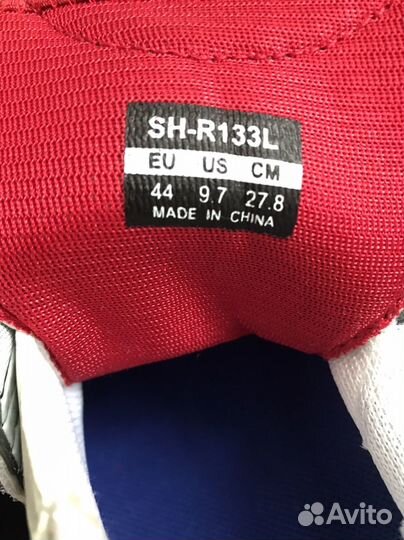 SH-R133L
EU US CM
44 9.7 27.8
MADE IN CHINA
Avito